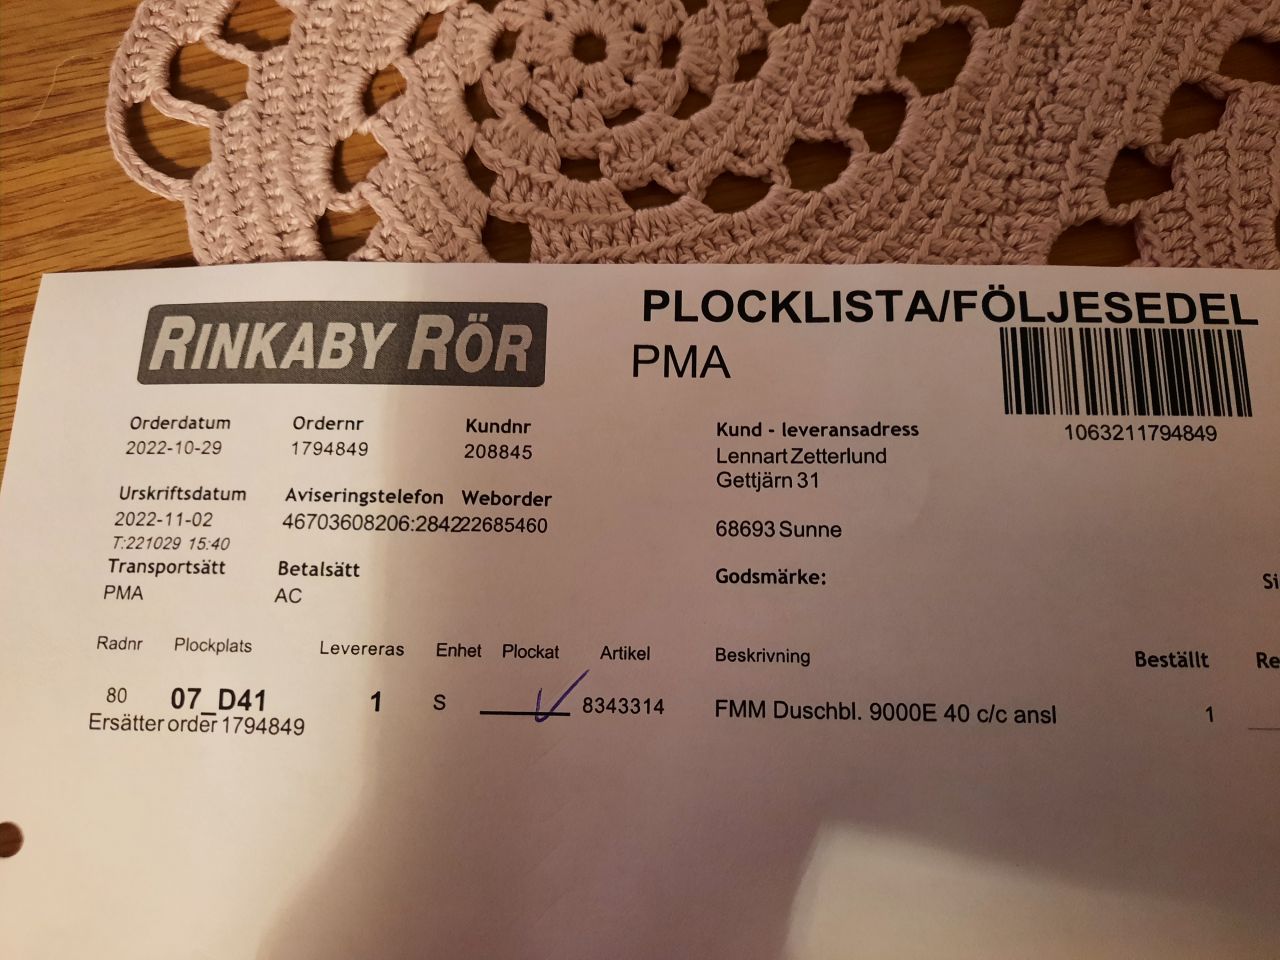 RINKABY RÖR
PLOCKLISTA/FÖLJESEDEL
PMA
1063211794849
Orderdatum Ordernr Kundnr
2022-10-29 1794849 208845
Kund - leveransadress
Lennart Zetterlund
Gettjärn 31
68693 Sunne
Urskriftsdatum Aviseringstelefon Weborder
2022-11-02 46703608206:284222685460
T:221029 15:40
Transportsätt Betalsätt
PMA AC
Godsmärke:
Si
Radnr Plockplats Levereras Enhet Plockat Artikel Beskrivning Beställt Re
80 07_D41 1 S 8343314 FMM Duschbl. 9000E 40 c/c ansl 1
Ersätter order 1794849